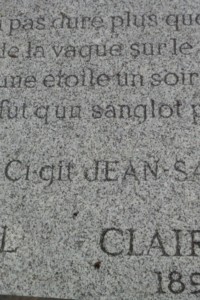 i pas duré plus que
de la vague sur le
une étoile un soir
fut qu'un sanglot p
Ci-gît JEAN-SA
L CLAIR
189